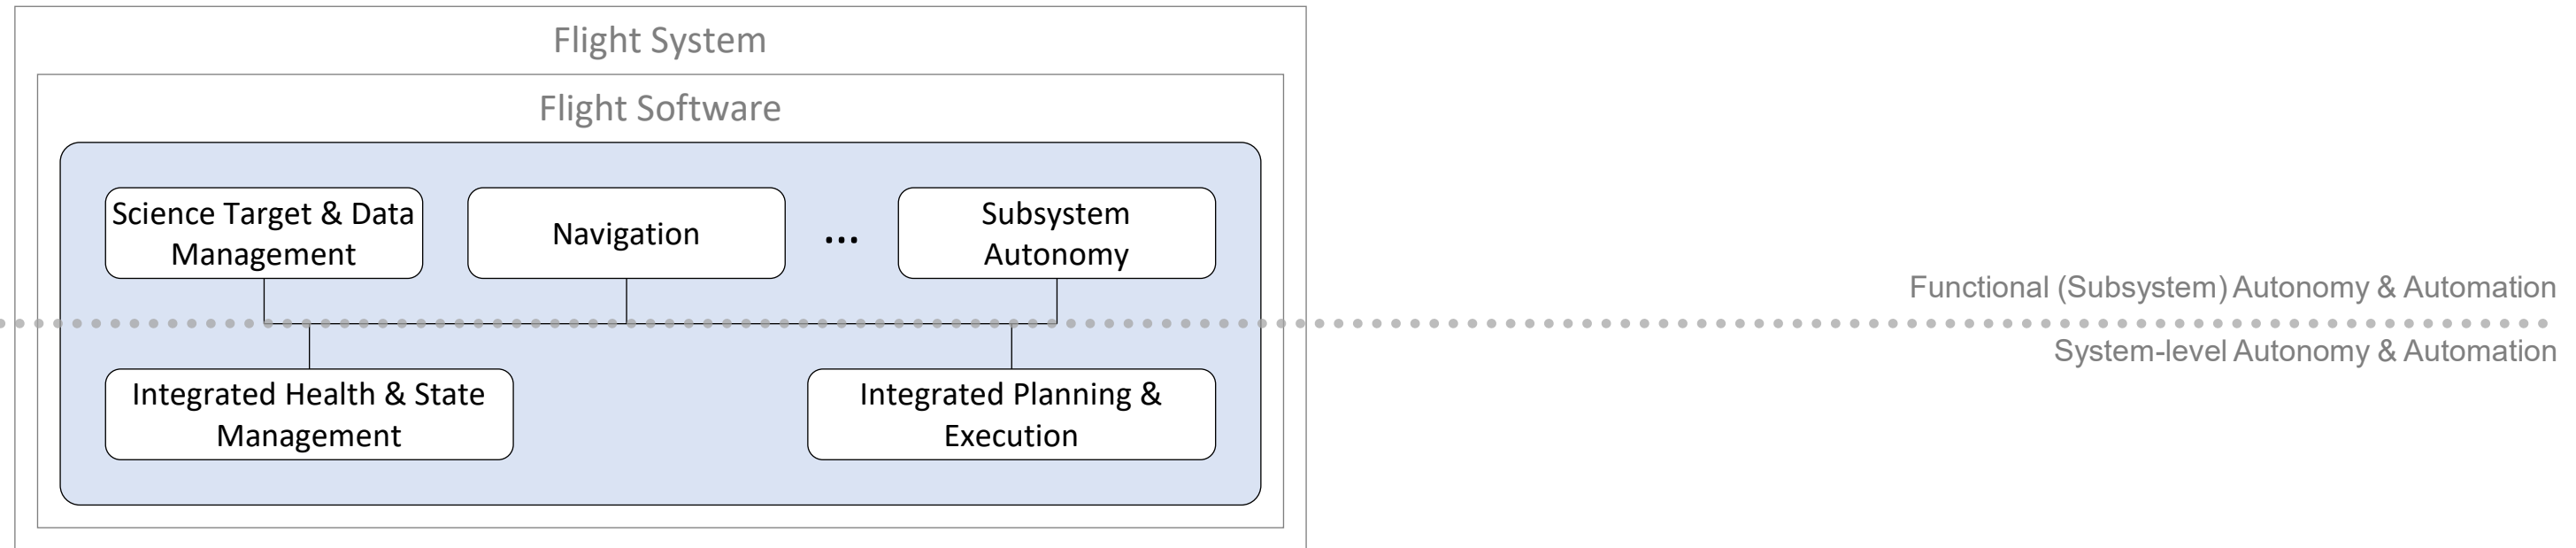 Flight System
Flight Software
Science Target & Data
Management
Navigation
...
Subsystem
Autonomy
Functional (Subsystem) Autonomy & Automation
System-level Autonomy & Automation
Integrated Health & State
Management
Integrated Planning &
Execution